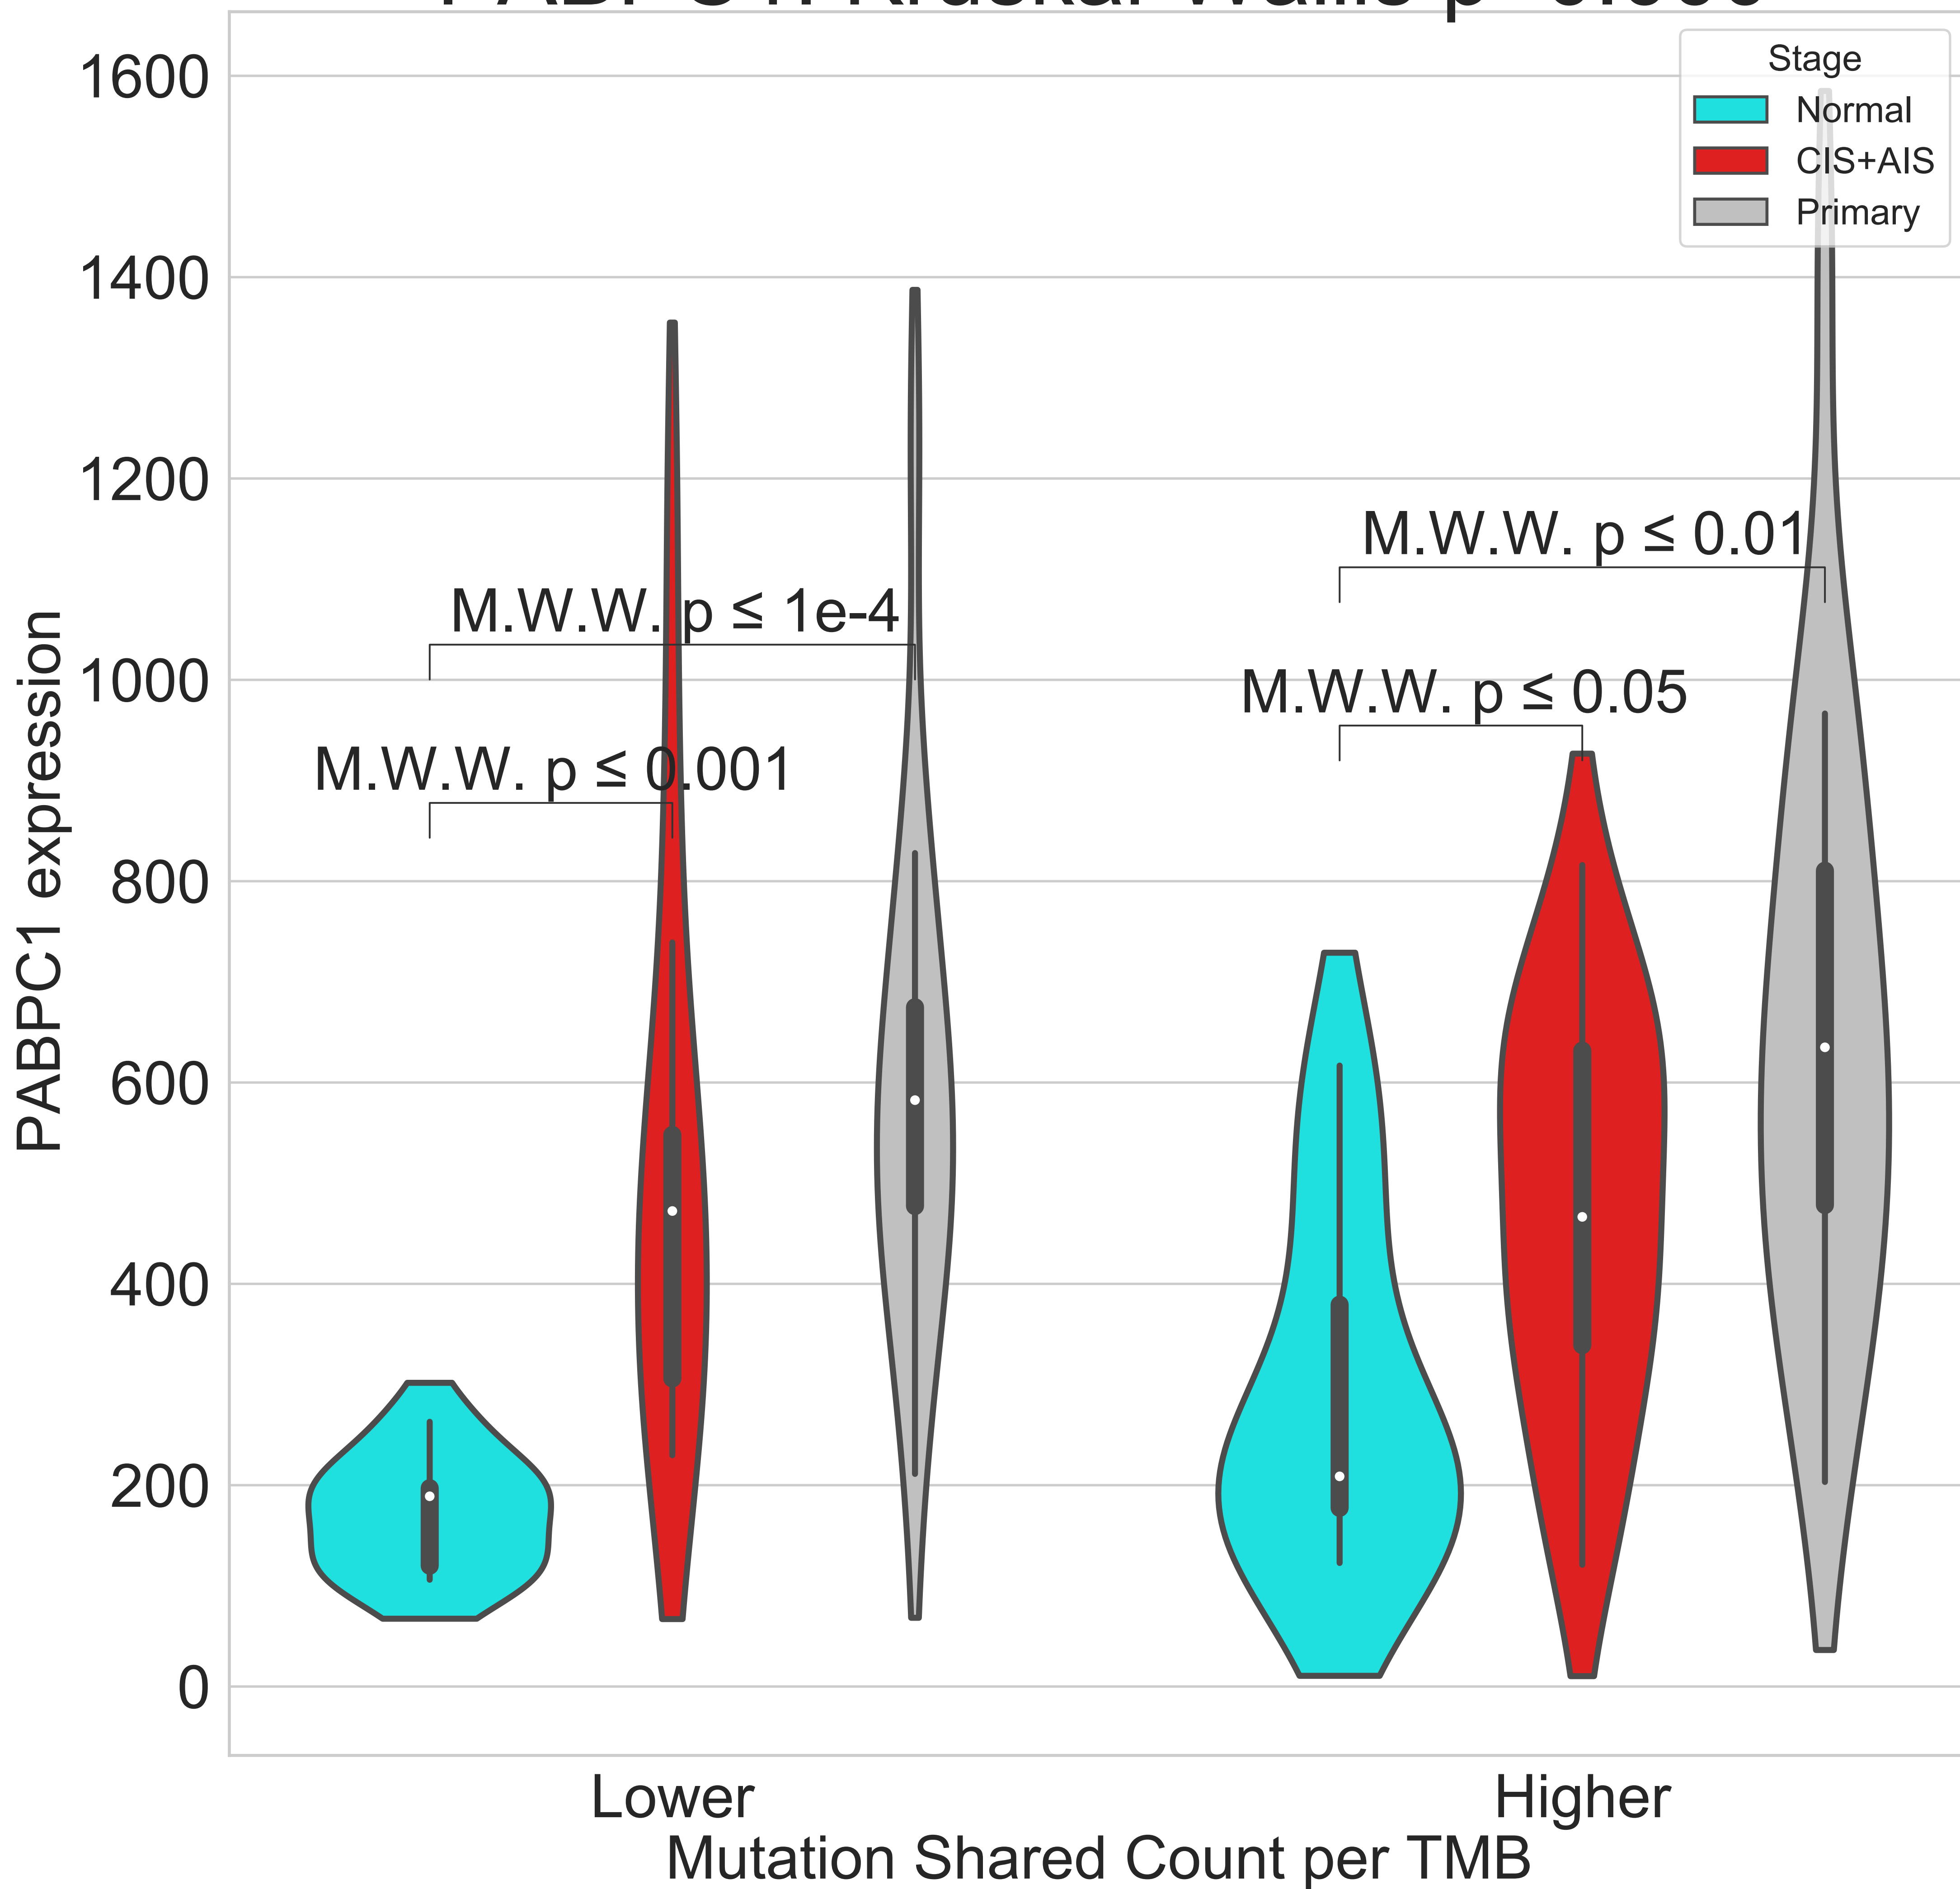 1600
1400
1200
1000
800
600
400
200
0
PABPC1 expression
Stage
Normal
CIS+AIS
Primary
M.W.W. p ≤ 0.01
M.W.W. p ≤ 1e-4
M.W.W. p ≤ 0.05
M.W.W. p ≤ 0.001
Lower
Higher
Mutation Shared Count per TMB